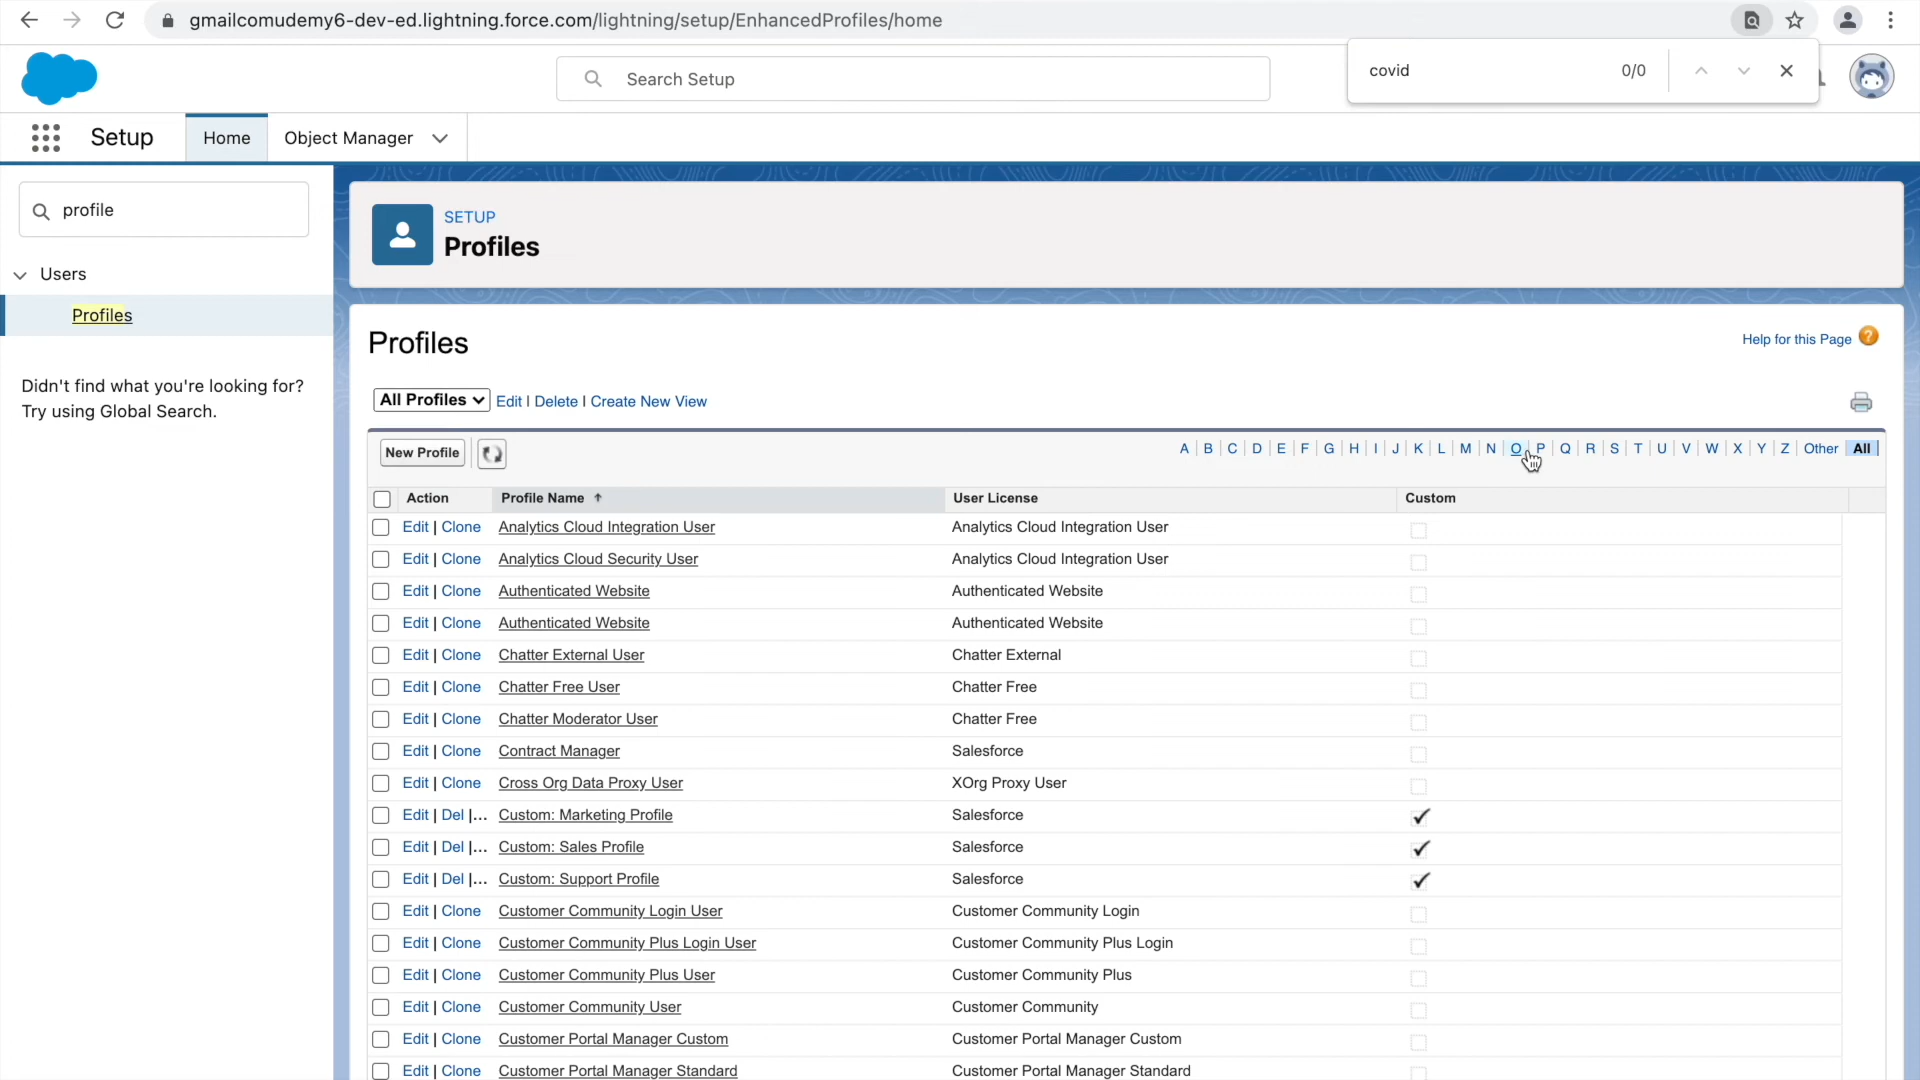 gmailcomudemy6-dev-ed.lightning.force.com/lightning/setup/EnhancedProfiles/home
Search Setup
covid 0/0
Setup Home Object Manager
profile
Users
Profiles
Didn't find what you're looking for?
Try using Global Search.
SETUP
Profiles
Profiles
Help for this Page ?
All Profiles Edit | Delete | Create New View
New Profile A | B | C | D | E | F | G | H | I | J | K | L | M | N | O | P | Q | R | S | T | U | V | W | X | Y | Z | Other | All
Action Profile Name User License Custom
Edit | Clone Analytics Cloud Integration User Analytics Cloud Integration User
Edit | Clone Analytics Cloud Security User Analytics Cloud Integration User
Edit | Clone Authenticated Website Authenticated Website
Edit | Clone Authenticated Website Authenticated Website
Edit | Clone Chatter External User Chatter External
Edit | Clone Chatter Free User Chatter Free
Edit | Clone Chatter Moderator User Chatter Free
Edit | Clone Contract Manager Salesforce
Edit | Clone Cross Org Data Proxy User XOrg Proxy User
Edit | Del |... Custom: Marketing Profile Salesforce
Edit | Del |... Custom: Sales Profile Salesforce
Edit | Del |... Custom: Support Profile Salesforce
Edit | Clone Customer Community Login User Customer Community Login
Edit | Clone Customer Community Plus Login User Customer Community Plus Login
Edit | Clone Customer Community Plus User Customer Community Plus
Edit | Clone Customer Community User Customer Community
Edit | Clone Customer Portal Manager Custom Customer Portal Manager Custom
Edit | Clone Customer Portal Manager Standard Customer Portal Manager Standard